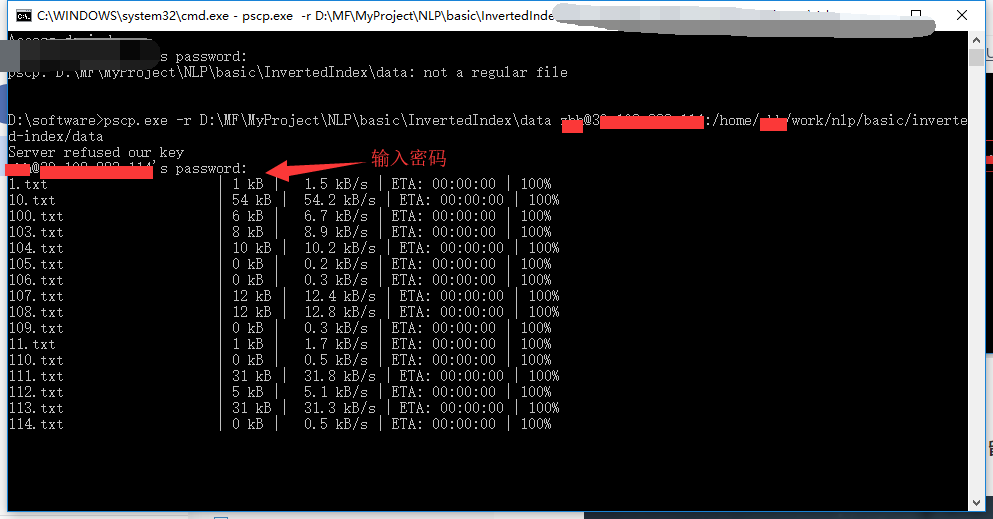 C:\WINDOWS\system32\cmd.exe - pscp.exe -r D:\MF\MyProject\NLP\basic\InvertedInde
's password:
pscp: D:\MF\MyProject\NLP\basic\InvertedIndex\data: not a regular file
D:\software>pscp.exe -r D:\MF\MyProject\NLP\basic\InvertedIndex\data @ :/home/ /work/nlp/basic/inverte
d-index/data
Server refused our key
's password:
输入密码
1.txt | 1 kB | 1.5 kB/s | ETA: 00:00:00 | 100%
10.txt | 54 kB | 54.2 kB/s | ETA: 00:00:00 | 100%
100.txt | 6 kB | 6.7 kB/s | ETA: 00:00:00 | 100%
103.txt | 8 kB | 8.9 kB/s | ETA: 00:00:00 | 100%
104.txt | 10 kB | 10.2 kB/s | ETA: 00:00:00 | 100%
105.txt | 0 kB | 0.2 kB/s | ETA: 00:00:00 | 100%
106.txt | 0 kB | 0.3 kB/s | ETA: 00:00:00 | 100%
107.txt | 12 kB | 12.4 kB/s | ETA: 00:00:00 | 100%
108.txt | 12 kB | 12.8 kB/s | ETA: 00:00:00 | 100%
109.txt | 0 kB | 0.3 kB/s | ETA: 00:00:00 | 100%
11.txt | 1 kB | 1.7 kB/s | ETA: 00:00:00 | 100%
110.txt | 0 kB | 0.5 kB/s | ETA: 00:00:00 | 100%
111.txt | 31 kB | 31.8 kB/s | ETA: 00:00:00 | 100%
112.txt | 5 kB | 5.1 kB/s | ETA: 00:00:00 | 100%
113.txt | 31 kB | 31.3 kB/s | ETA: 00:00:00 | 100%
114.txt | 0 kB | 0.5 kB/s | ETA: 00:00:00 | 100%